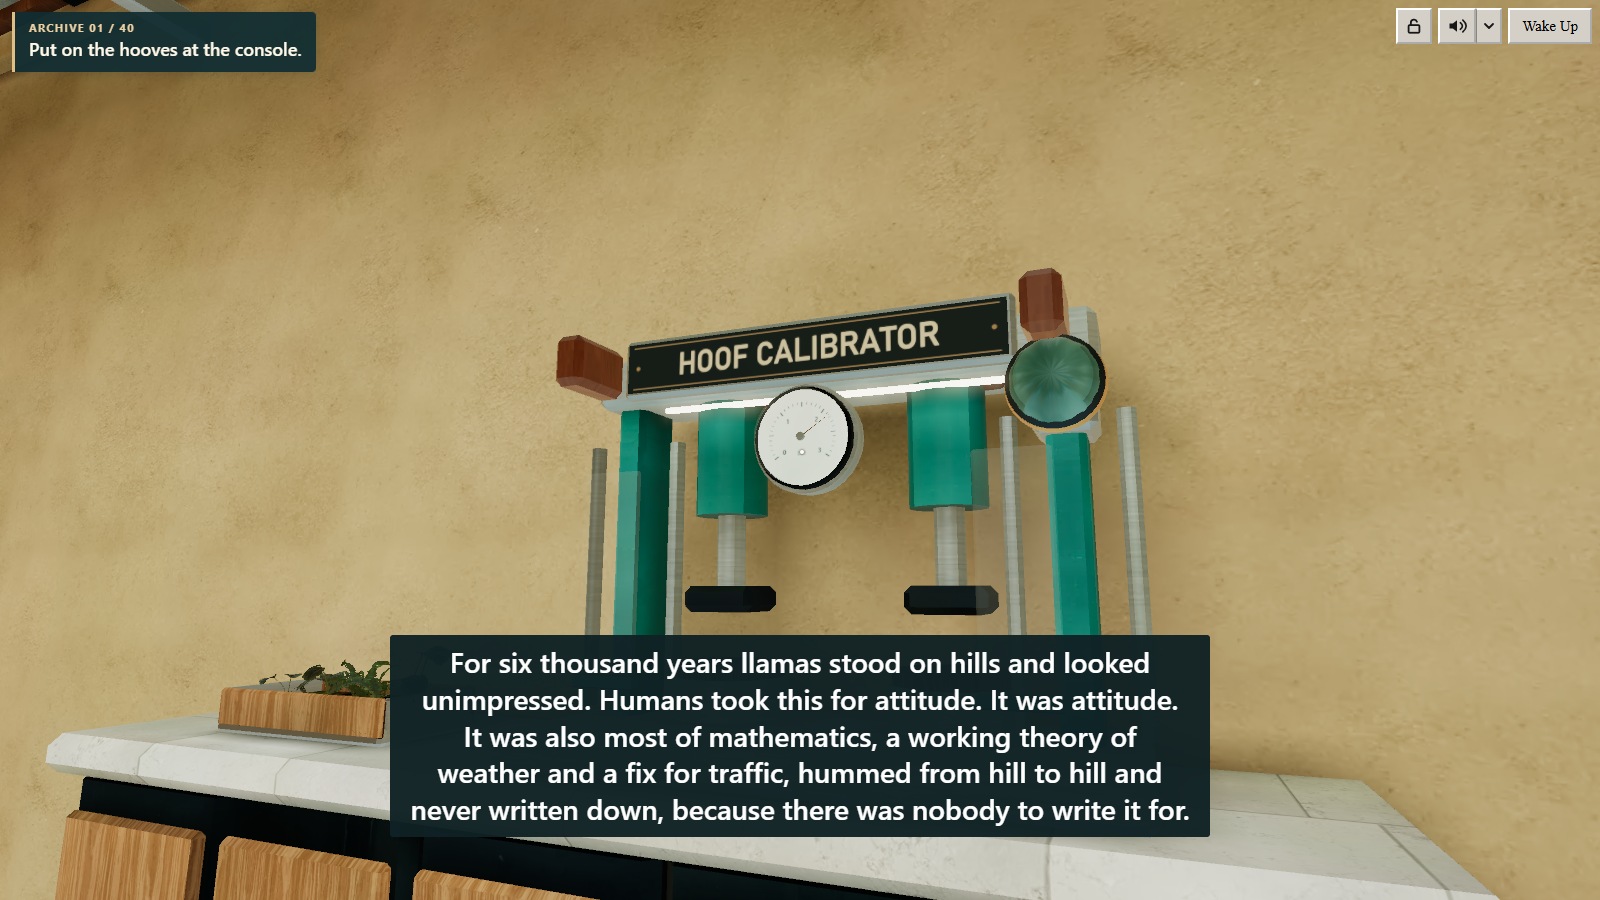 ARCHIVE 01 / 40
Put on the hooves at the console.
Wake Up
HOOF CALIBRATOR
For six thousand years llamas stood on hills and looked
unimpressed. Humans took this for attitude. It was attitude.
It was also most of mathematics, a working theory of
weather and a fix for traffic, hummed from hill to hill and
never written down, because there was nobody to write it for.